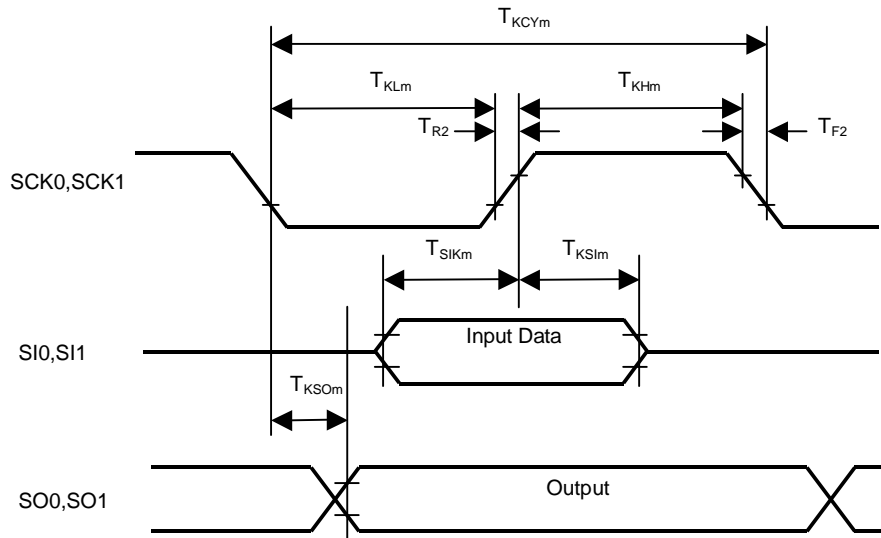 TKCYm
TKLm
TKHm
TR2
TF2
SCK0,SCK1
TSIKm
TKSIm
Input Data
SI0,SI1
TKSOm
Output
SO0,SO1